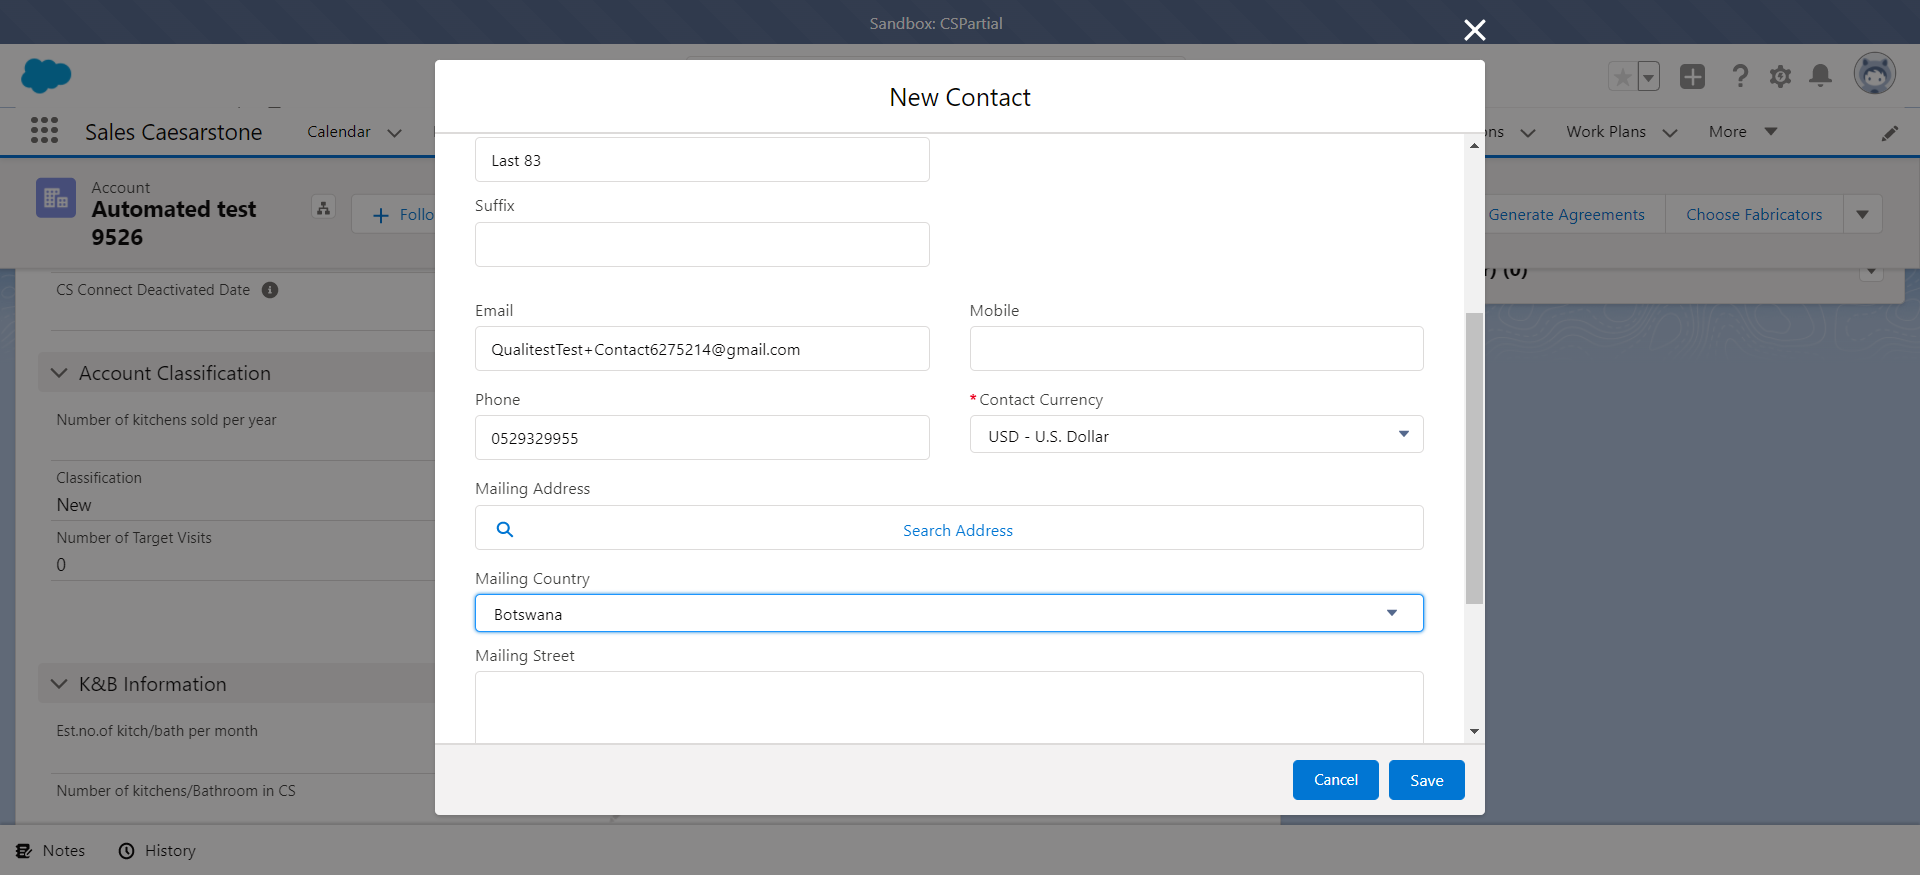 Sandbox: CSPartial
New Contact
Sales Caesarstone
Calendar
Work Plans
More
Account
Automated test
9526
Generate Agreements
Choose Fabricators
CS Connect Deactivated Date
Account Classification
Number of kitchens sold per year
Classification
New
Number of Target Visits
0
K&B Information
Est.no.of kitch/bath per month
Number of kitchens/Bathroom in CS
Last 83
Suffix
Email
Mobile
QualitestTest+Contact6275214@gmail.com
Phone
*Contact Currency
0529329955
USD - U.S. Dollar
Mailing Address
Search Address
Mailing Country
Botswana
Mailing Street
Cancel
Save
Notes
History